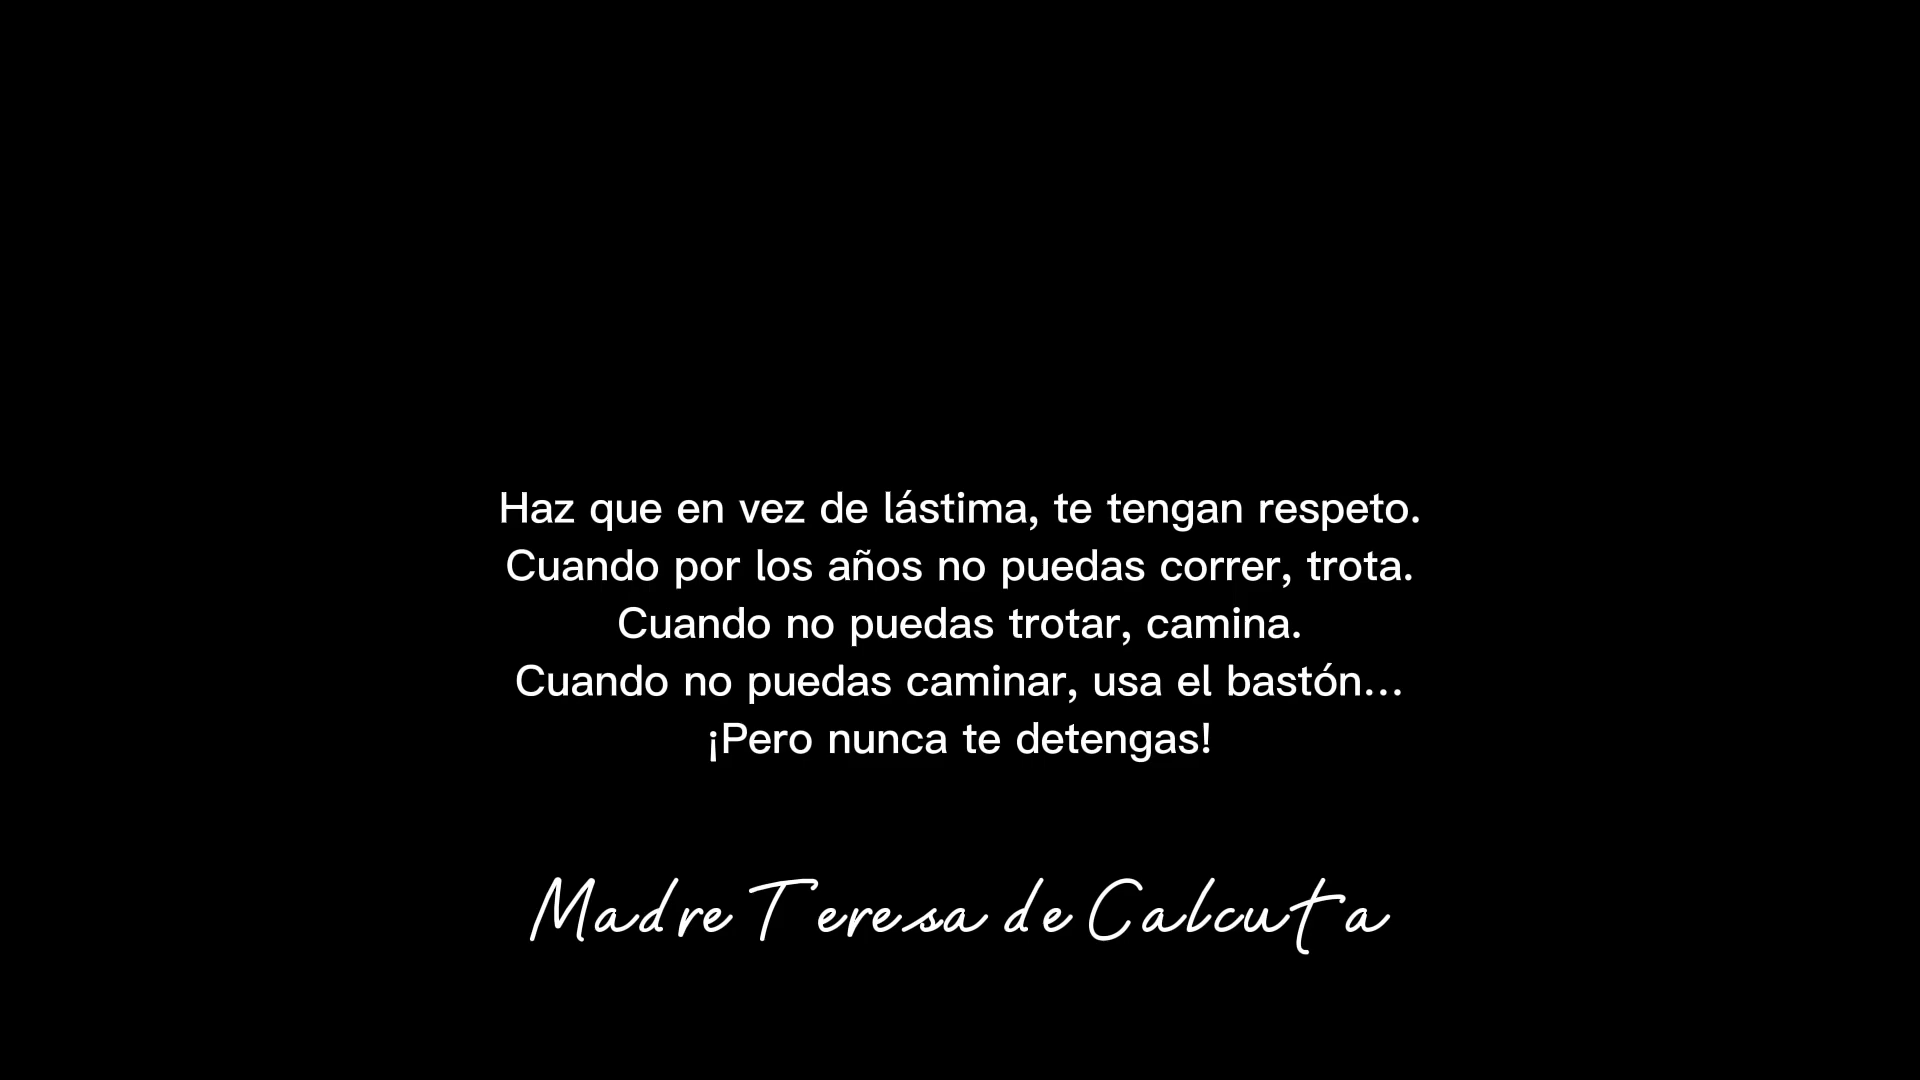 Haz que en vez de lástima, te tengan respeto.
Cuando por los años no puedas correr, trota.
Cuando no puedas trotar, camina.
Cuando no puedas caminar, usa el bastón...
¡Pero nunca te detengas!
Madre Teresa de Calcuta